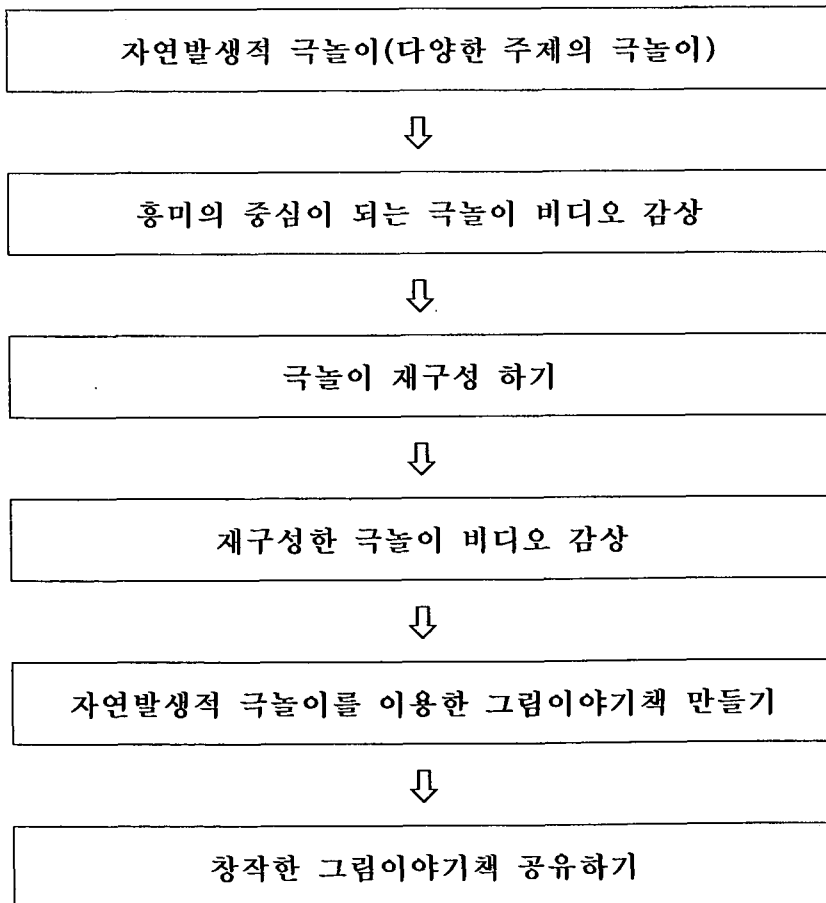 자연발생적 극놀이(다양한 주제의 극놀이)
흥미의 중심이 되는 극놀이 비디오 감상
극놀이 재구성 하기
재구성한 극놀이 비디오 감상
자연발생적 극놀이를 이용한 그림이야기책 만들기
창작한 그림이야기책 공유하기